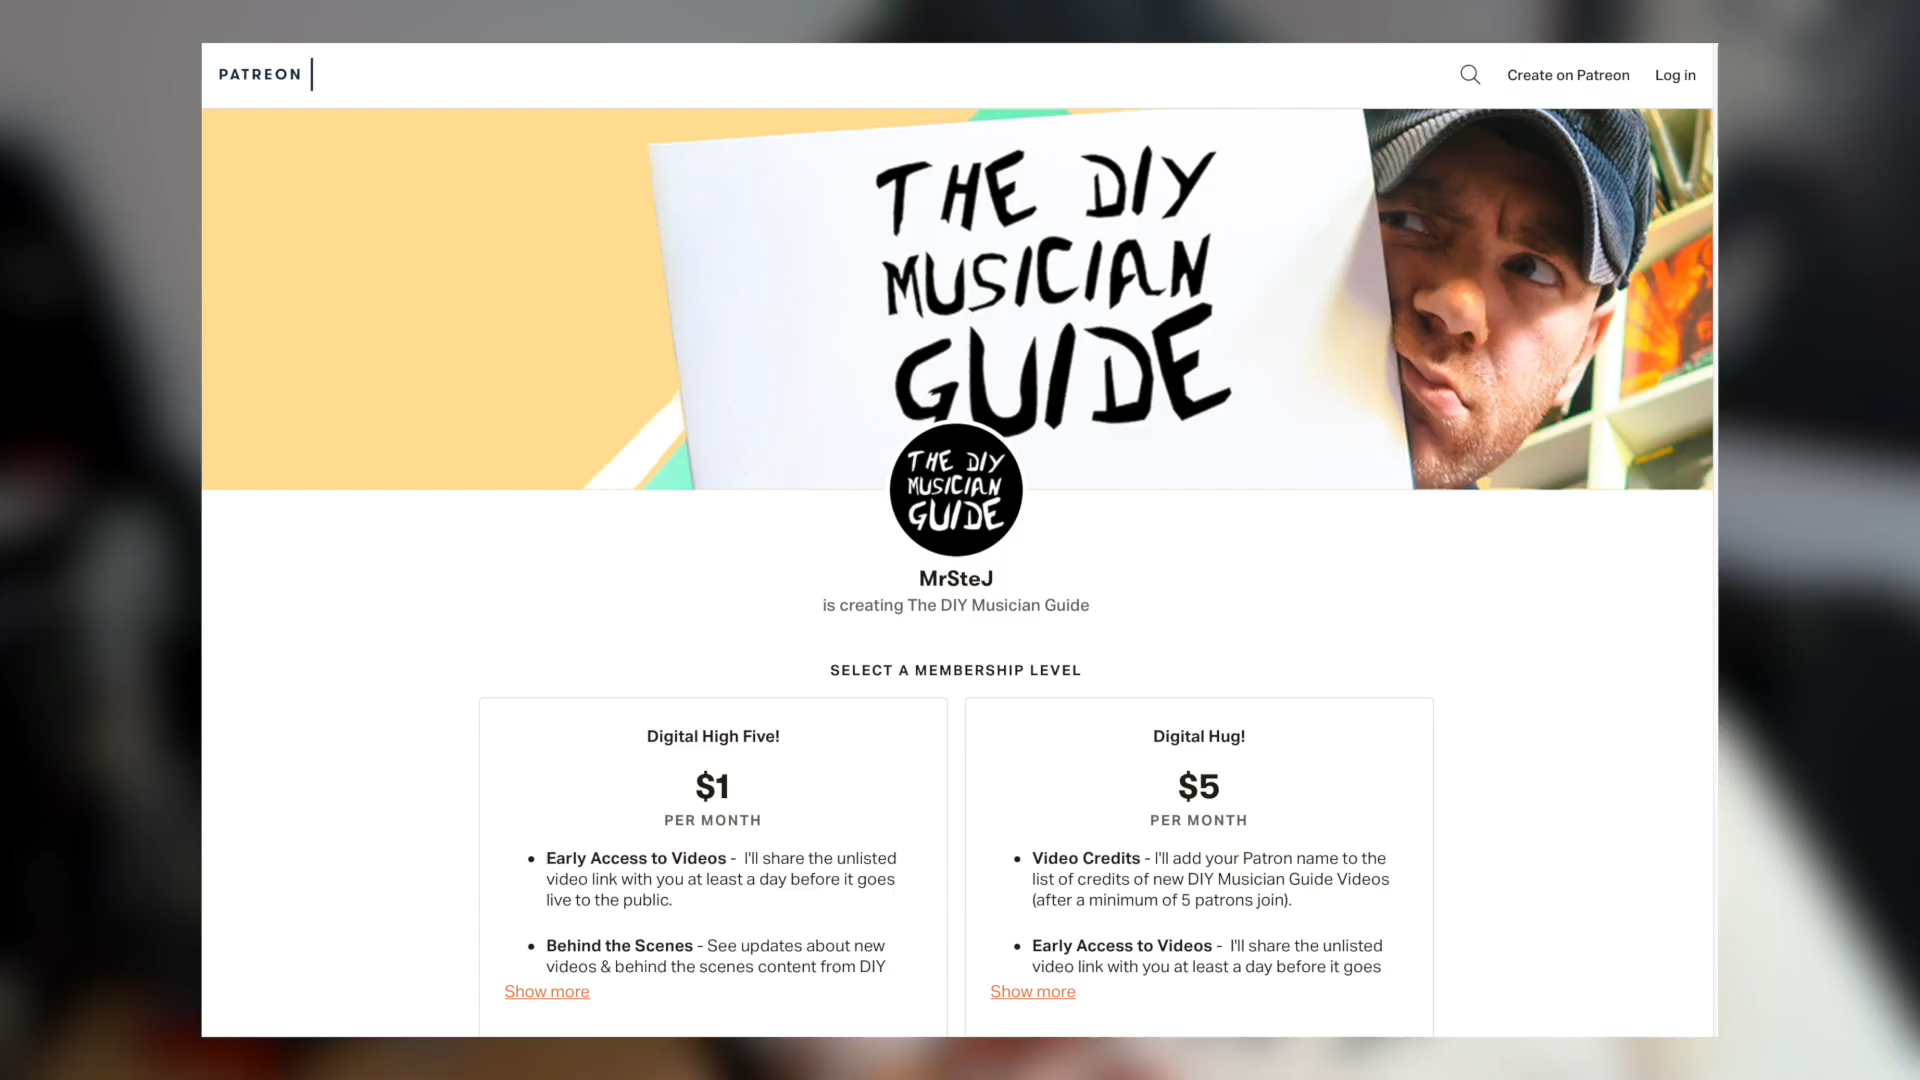 PATREON
Create on Patreon
Log in
THE DIY
MUSICIAN
GUIDE
THE DIY
MUSICIAN
GUIDE
MrSteJ
is creating The DIY Musician Guide
SELECT A MEMBERSHIP LEVEL
Digital High Five!
$1
PER MONTH
• Early Access to Videos - I'll share the unlisted
video link with you at least a day before it goes
live to the public.
• Behind the Scenes - See updates about new
videos & behind the scenes content from DIY
Show more
Digital Hug!
$5
PER MONTH
• Video Credits - I'll add your Patron name to the
list of credits of new DIY Musician Guide Videos
(after a minimum of 5 patrons join).
• Early Access to Videos - I'll share the unlisted
video link with you at least a day before it goes
Show more